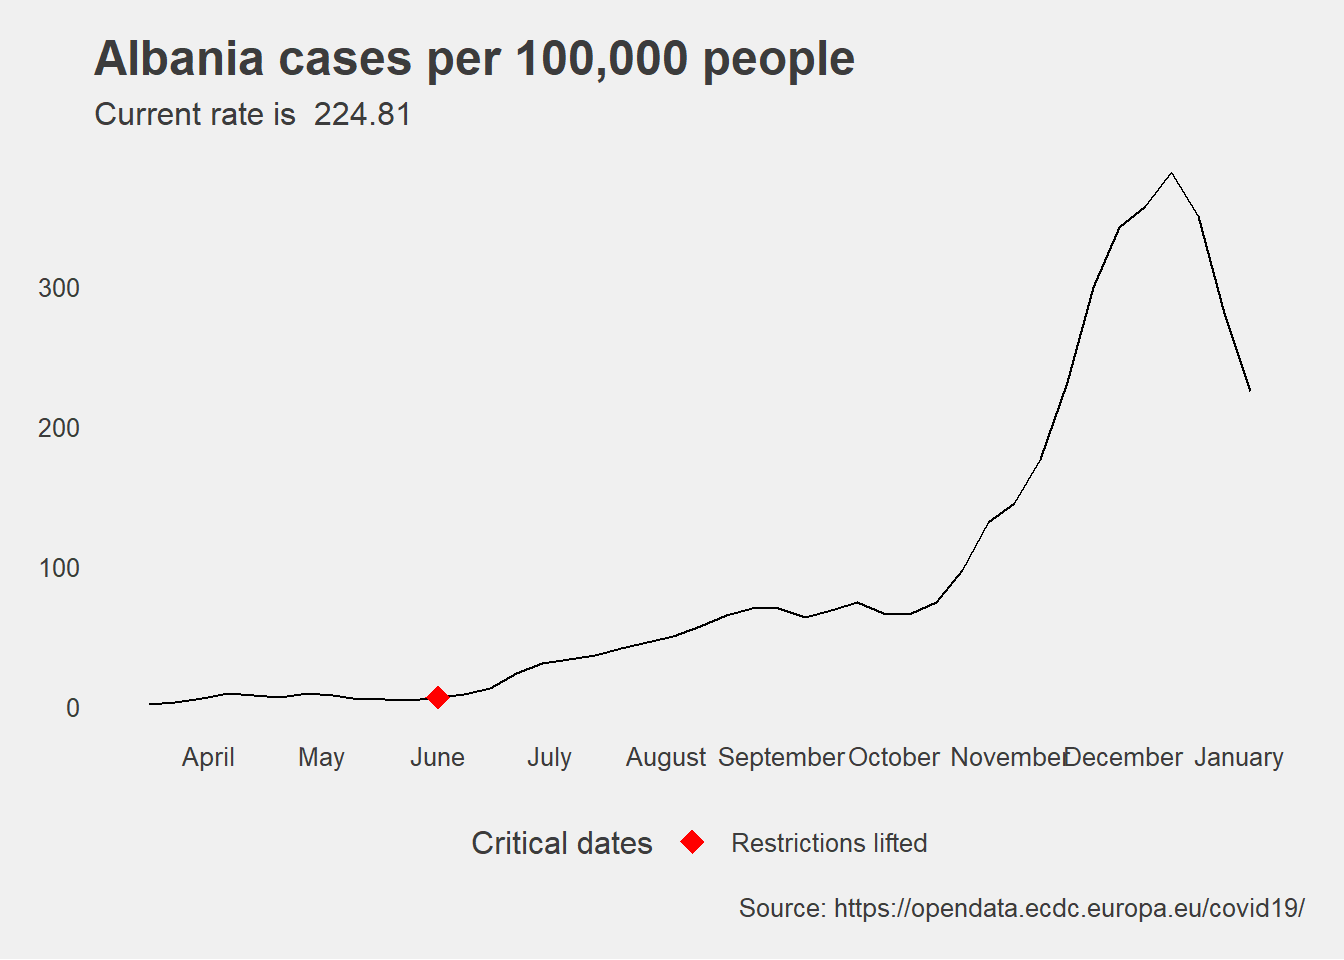 Albania cases per 100,000 people
Current rate is  224.81
300
200
100
0
April May June July August September October November December January
Critical dates Restrictions lifted
Source: https://opendata.ecdc.europa.eu/covid19/